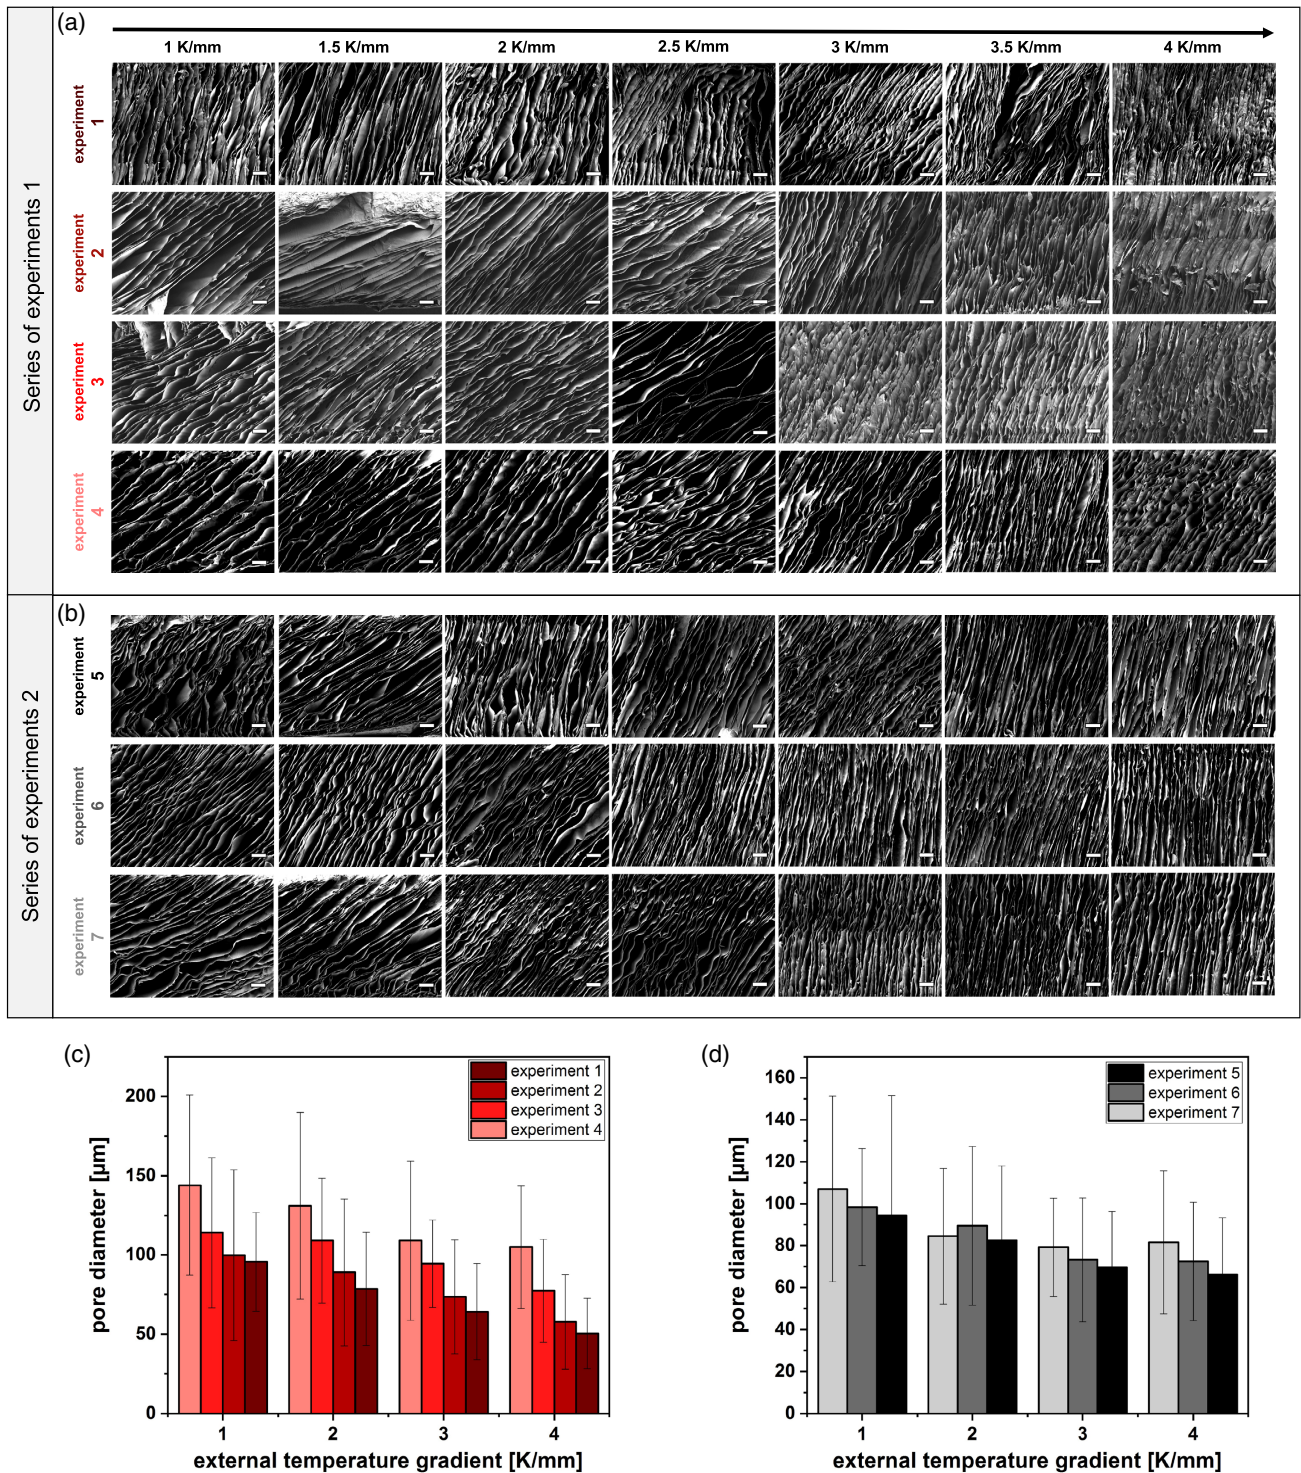 Series of experiments 1
(a)
1 K/mm 1.5 K/mm 2 K/mm 2.5 K/mm 3 K/mm 3.5 K/mm 4 K/mm
experiment
1
experiment
2
experiment
3
experiment
4
Series of experiments 2
(b)
experiment
5
experiment
6
experiment
7
(c)
pore diameter [µm]
200
150
100
50
0
experiment 1
experiment 2
experiment 3
experiment 4
1 2 3 4
external temperature gradient [K/mm]
(d)
pore diameter [µm]
160
140
120
100
80
60
40
20
0
experiment 5
experiment 6
experiment 7
1 2 3 4
external temperature gradient [K/mm]